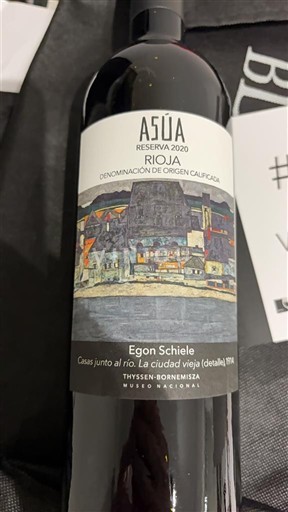 ASÚA
RESERVA 2020
RIOJA
DENOMINACIÓN DE ORIGEN CALIFICADA
Egon Schiele
Casas junto al río. La ciudad vieja (detalle) 1914
THYSSEN-BORNEMISZA
MUSEO NACIONAL
#